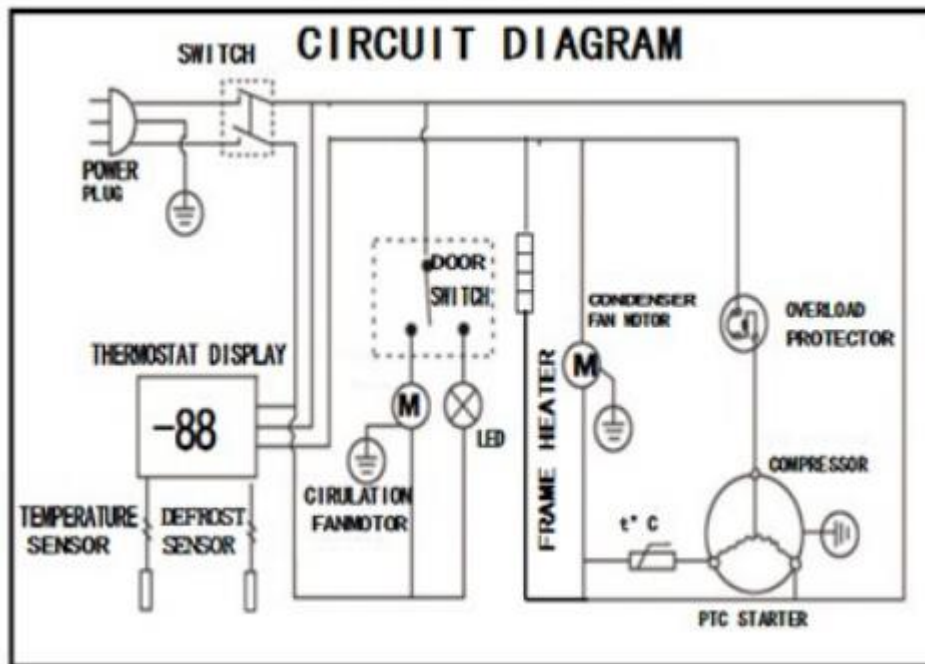 CIRCUIT DIAGRAM
SWITCH
POWER
PLUG
DOOR
SWITCH
CONDENSER
FAN MOTOR
OVERLOAD
PROTECTOR
THERMOSTAT DISPLAY
-88
M
M
LED
FRAME HEATER
CIRULATION
FANMOTOR
COMPRESSOR
TEMPERATURE
SENSOR
DEFROST
SENSOR
t° C
PTC STARTER